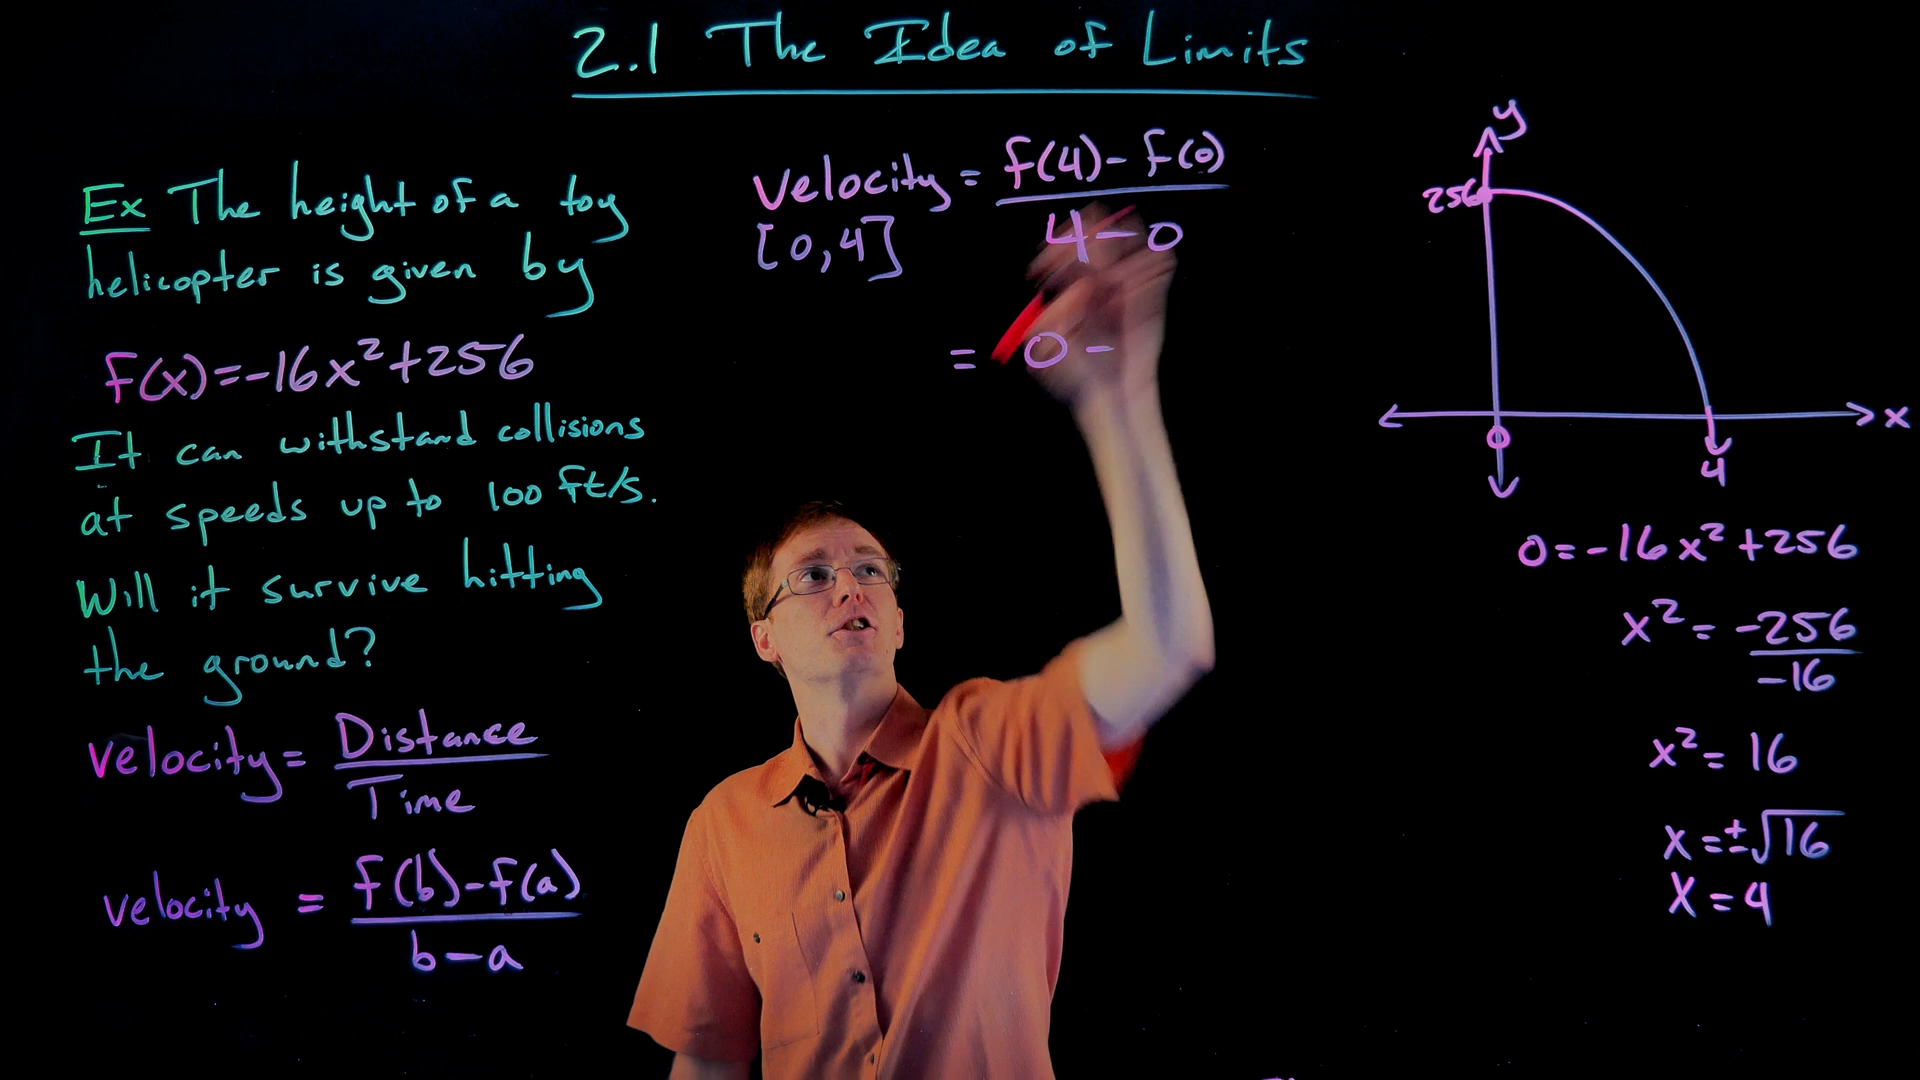 2.1 The Idea of Limits
Ex The height of a toy
helicopter is given by
f(x)=-16x²+256
It can withstand collisions
at speeds up to 100 ft/s.
Will it survive hitting
the ground?
velocity = Distance
Time
velocity = f(b)-f(a)
b-a
velocity = f(4)-f(0)
[0,4] 4-0
= 0-
y
256
x
0
4
0=-16x²+256
x²= -256
-16
x²=16
x=±√16
x=4